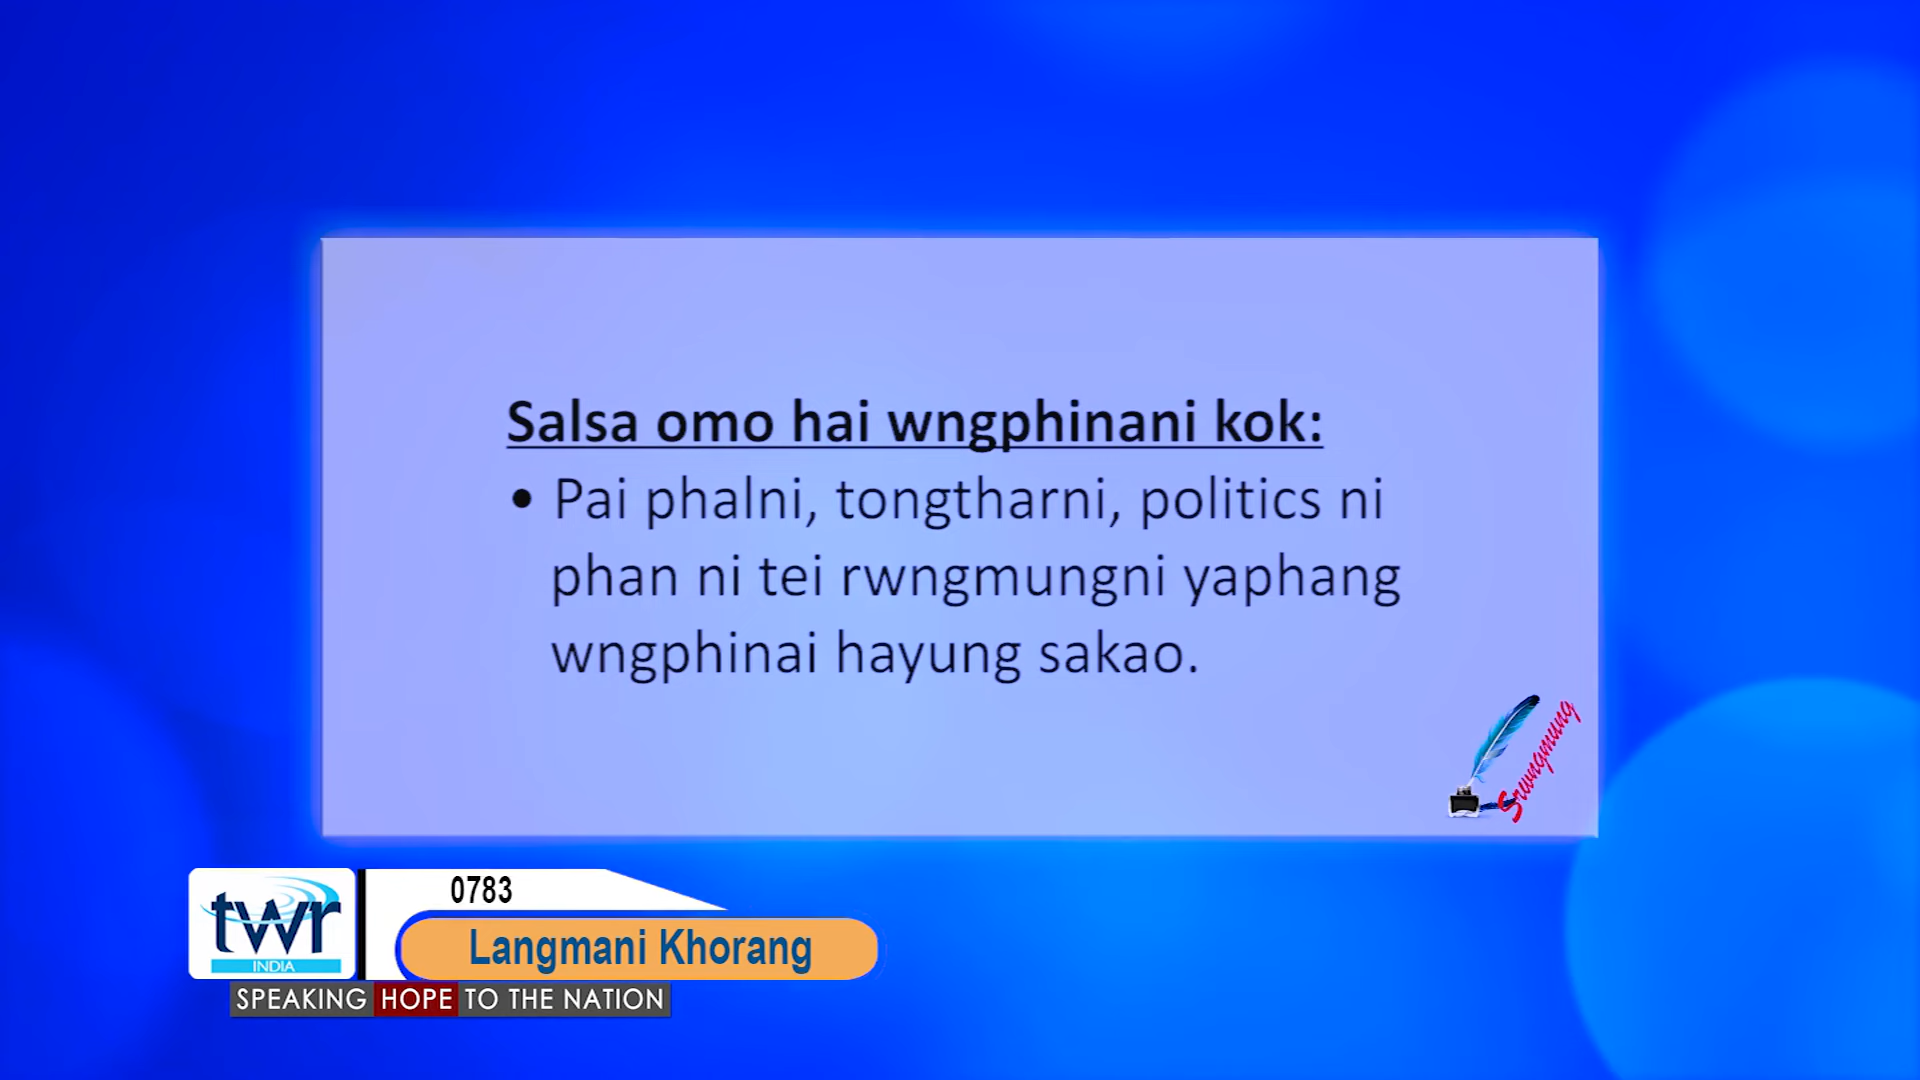 Salsa omo hai wngphinani kok:
• Pai phalni, tongtharni, politics ni
phan ni tei rwngmungni yaphang
wngphinai hayung sakao.
Srwngmung
twr
INDIA
0783
Langmani Khorang
SPEAKING HOPE TO THE NATION